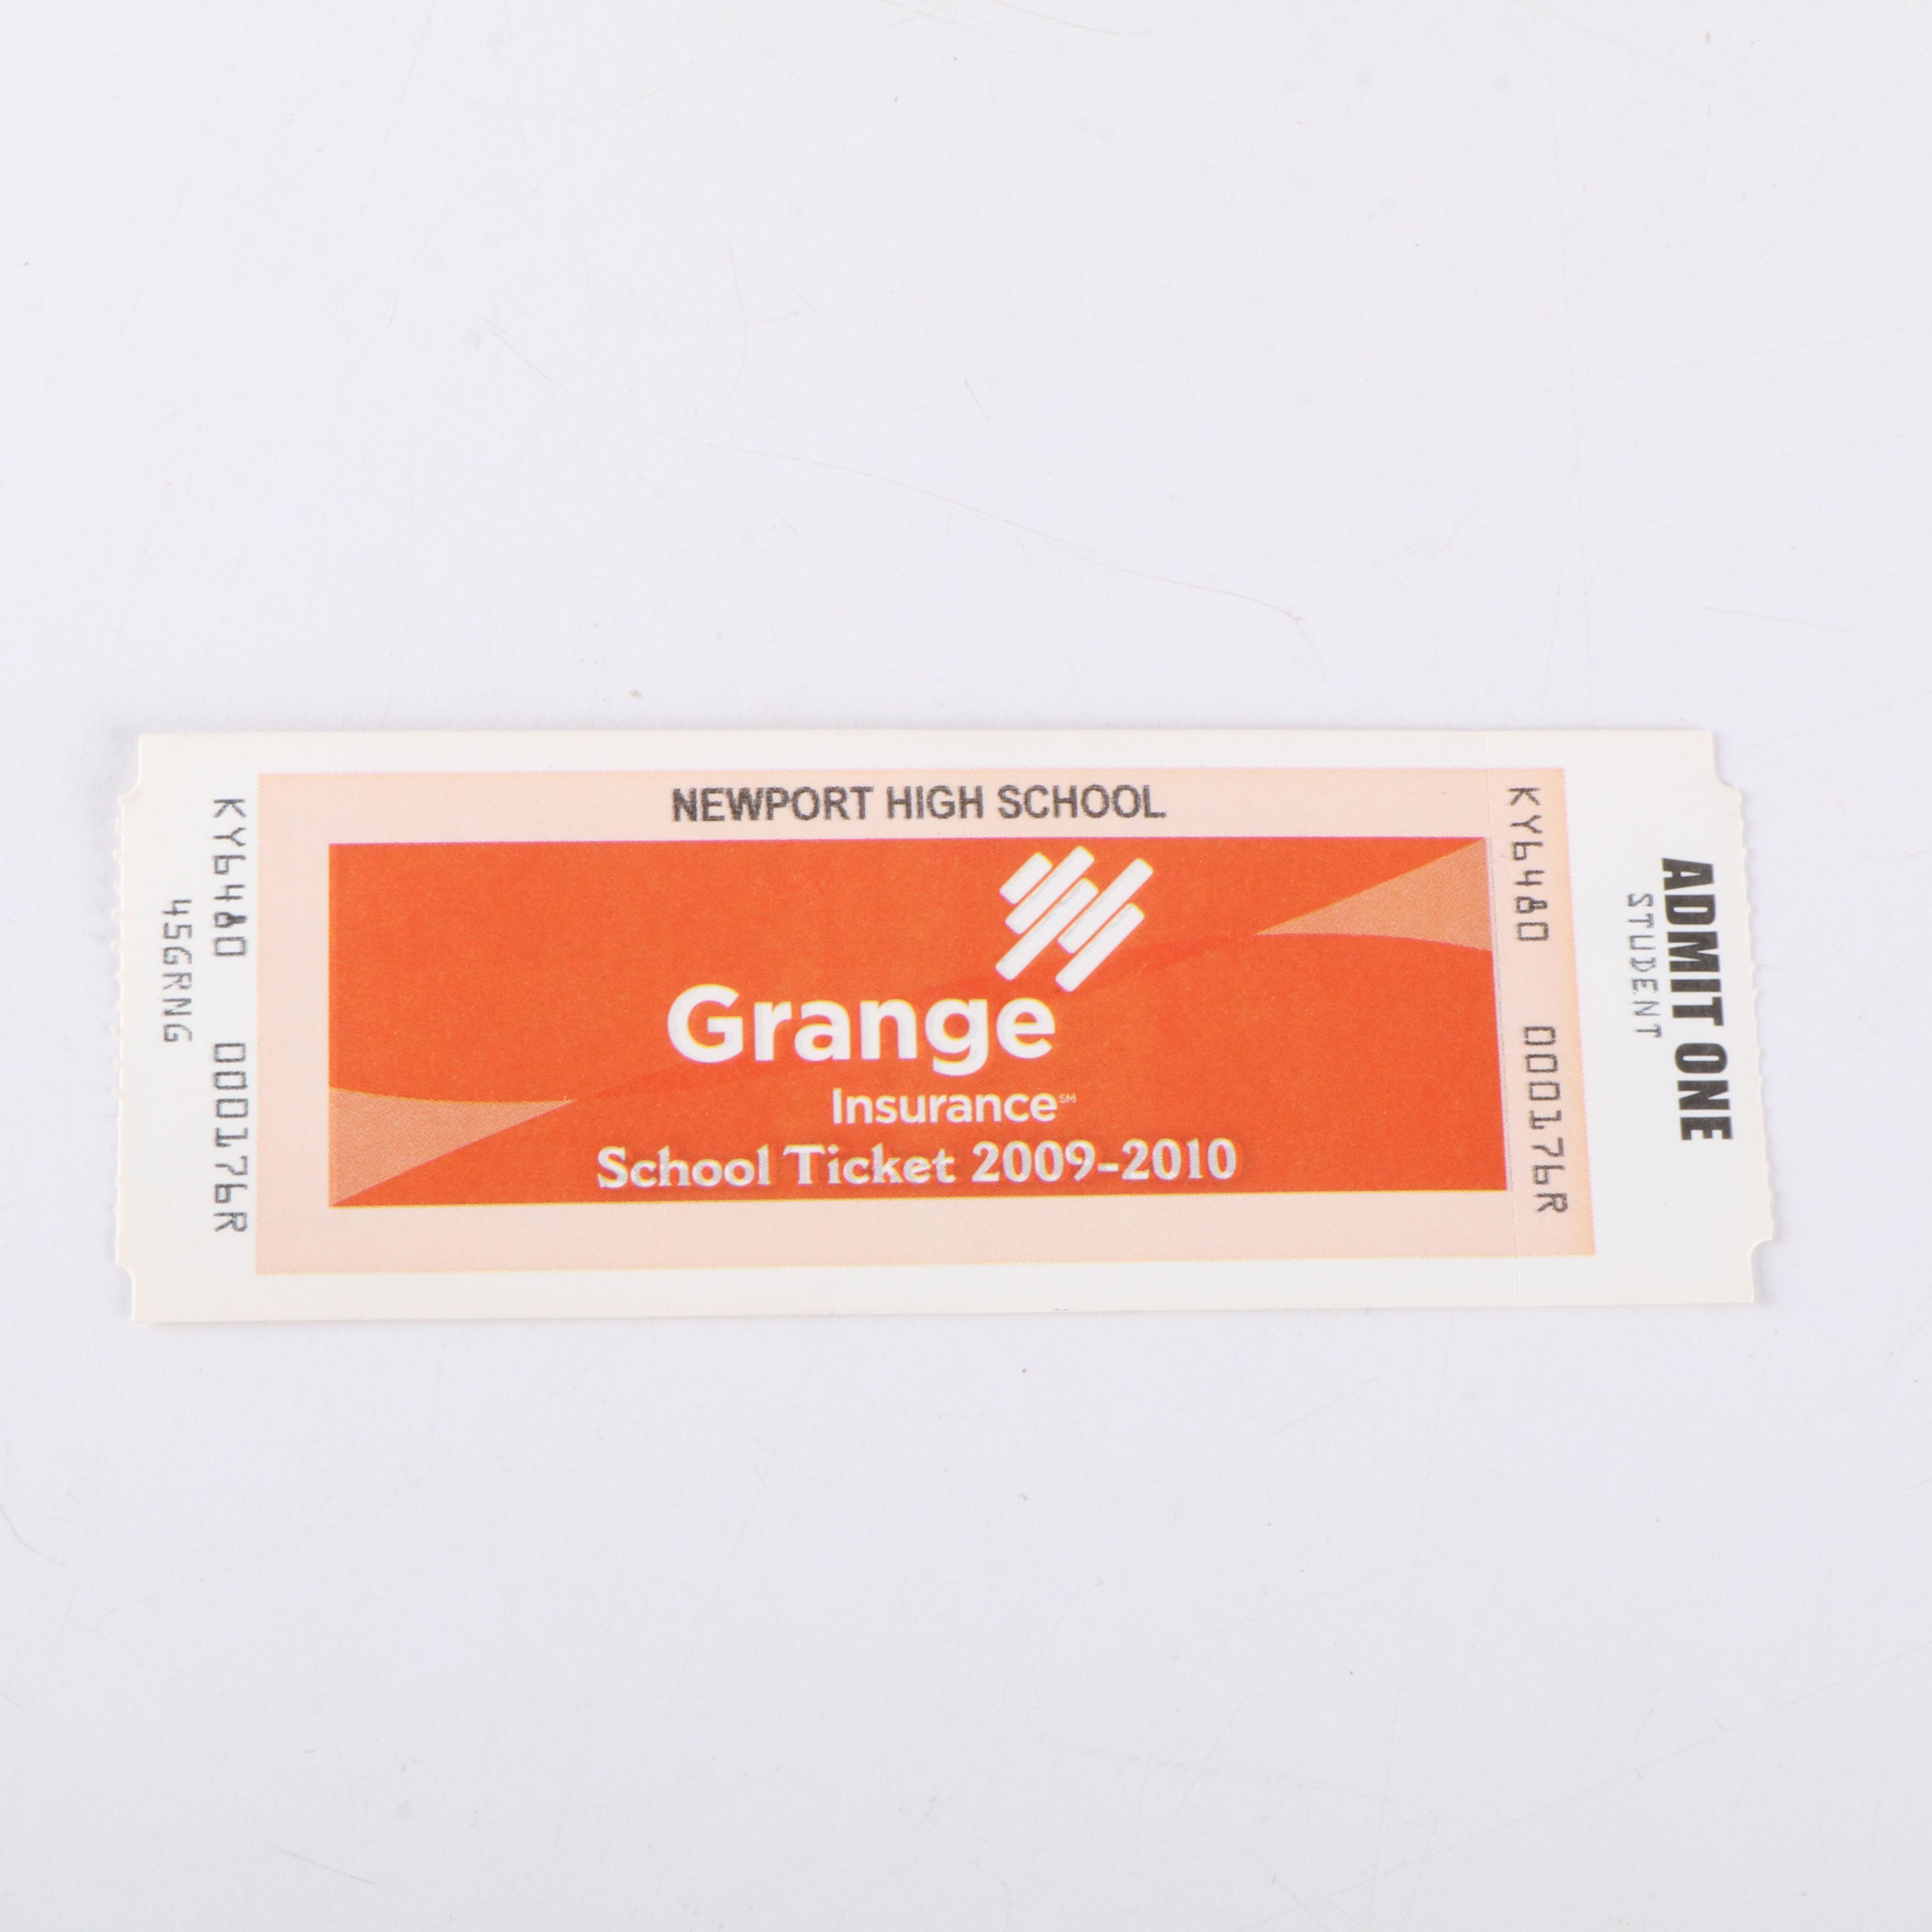 NEWPORT HIGH SCHOOL
Grange
Insurance℠
School Ticket 2009-2010
45GRNG
KY6480 000176R
KY6480 000176R
STUDENT
ADMIT ONE